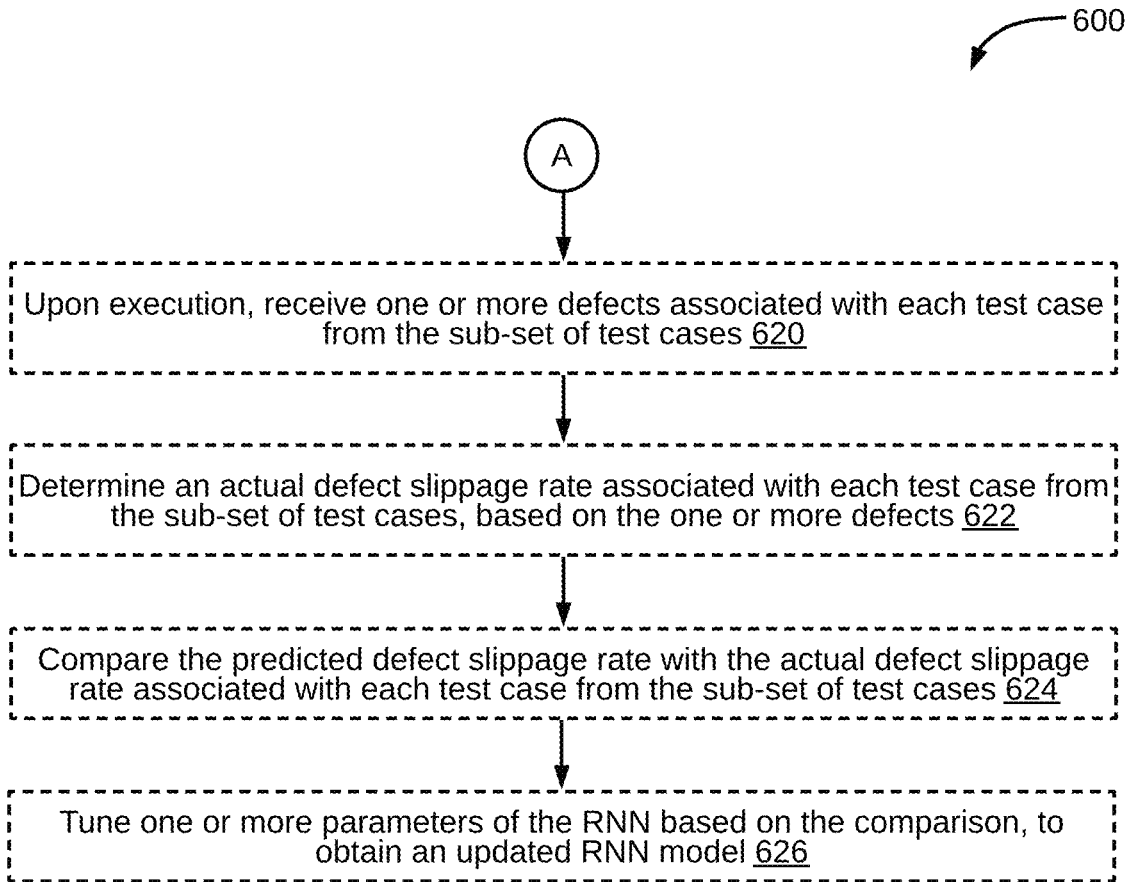 600
A
Upon execution, receive one or more defects associated with each test case
from the sub-set of test cases 620
Determine an actual defect slippage rate associated with each test case from
the sub-set of test cases, based on the one or more defects 622
Compare the predicted defect slippage rate with the actual defect slippage
rate associated with each test case from the sub-set of test cases 624
Tune one or more parameters of the RNN based on the comparison, to
obtain an updated RNN model 626